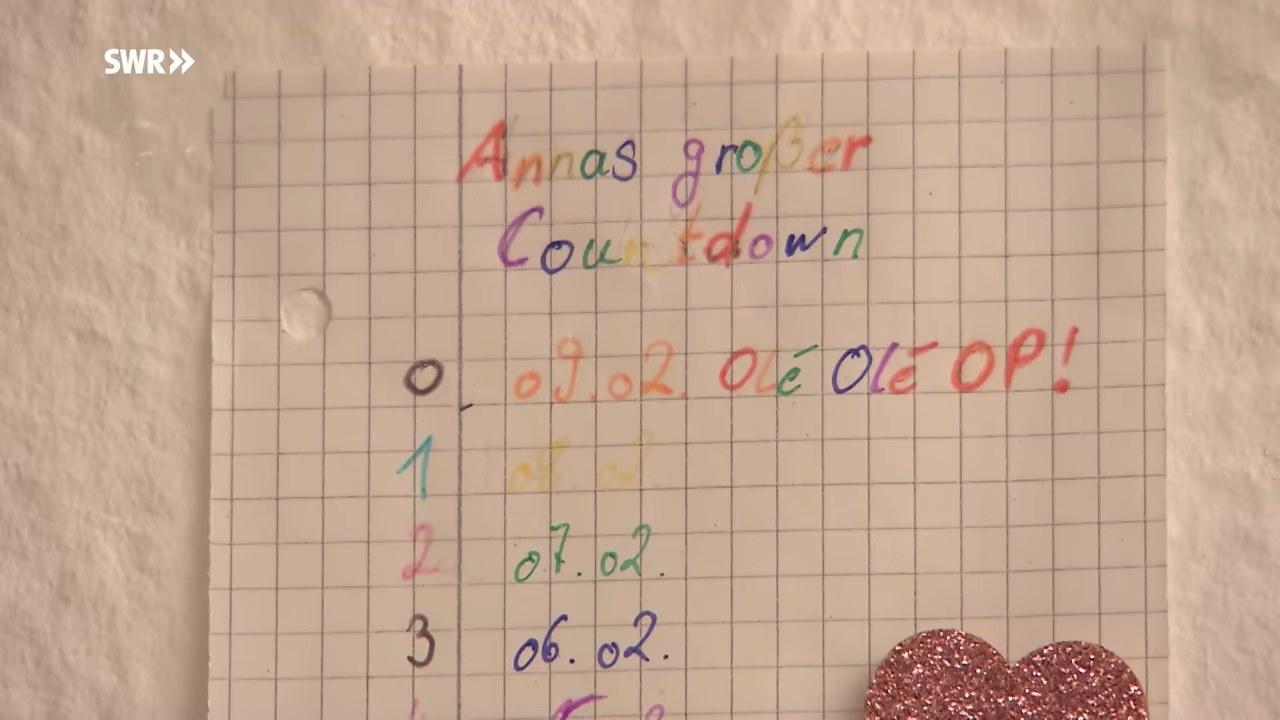 SWR»
Annas großer
Countdown
0 09.02. Olé Olé OP!
1 08.02.
2 07.02.
3 06.02.